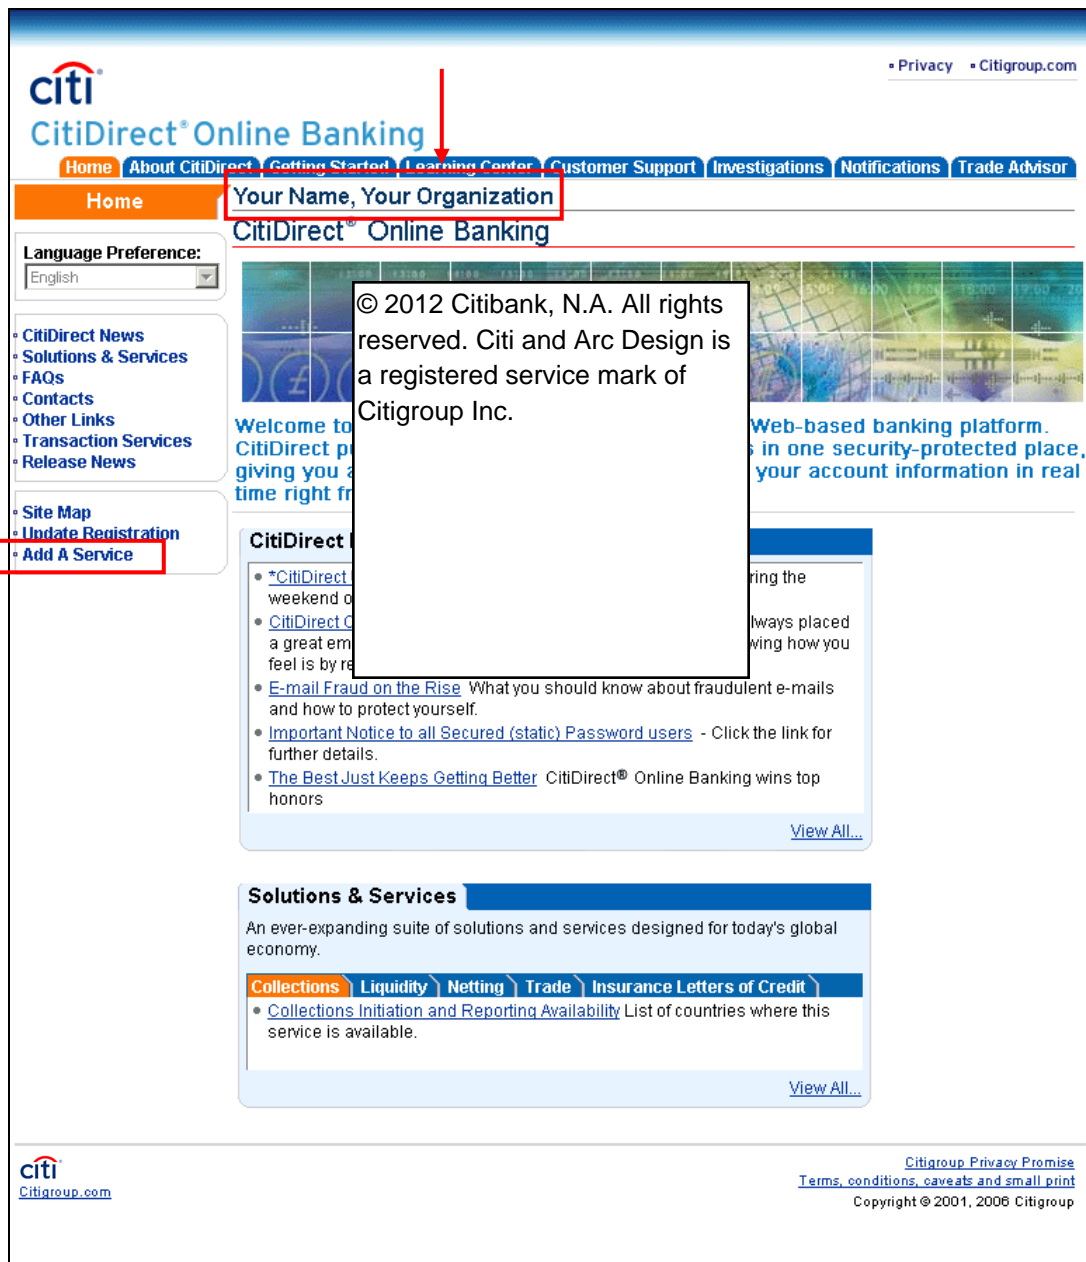 Privacy Citigroup.com
citi
CitiDirect® Online Banking
Home About CitiDirect Getting Started Learning Center Customer Support Investigations Notifications Trade Advisor
Home
Your Name, Your Organization
CitiDirect® Online Banking
Language Preference:
English
CitiDirect News
Solutions & Services
FAQs
Contacts
Other Links
Transaction Services
Release News
Site Map
Update Registration
Add A Service
© 2012 Citibank, N.A. All rights
reserved. Citi and Arc Design is
a registered service mark of
Citigroup Inc.
Welcome to Web-based banking platform.
CitiDirect in one security-protected place,
giving you your account information in real
time right
CitiDirect
*CitiDirect the
weekend
CitiDirect always placed
a great how you
feel is by
E-mail Fraud on the Rise What you should know about fraudulent e-mails
and how to protect yourself.
Important Notice to all Secured (static) Password users - Click the link for
further details.
The Best Just Keeps Getting Better CitiDirect® Online Banking wins top
honors
View All...
Solutions & Services
An ever-expanding suite of solutions and services designed for today's global
economy.
Collections Liquidity Netting Trade Insurance Letters of Credit
Collections Initiation and Reporting Availability List of countries where this
service is available.
View All...
citi
Citigroup.com
Citigroup Privacy Promise
Terms, conditions, caveats and small print
Copyright © 2001, 2006 Citigroup